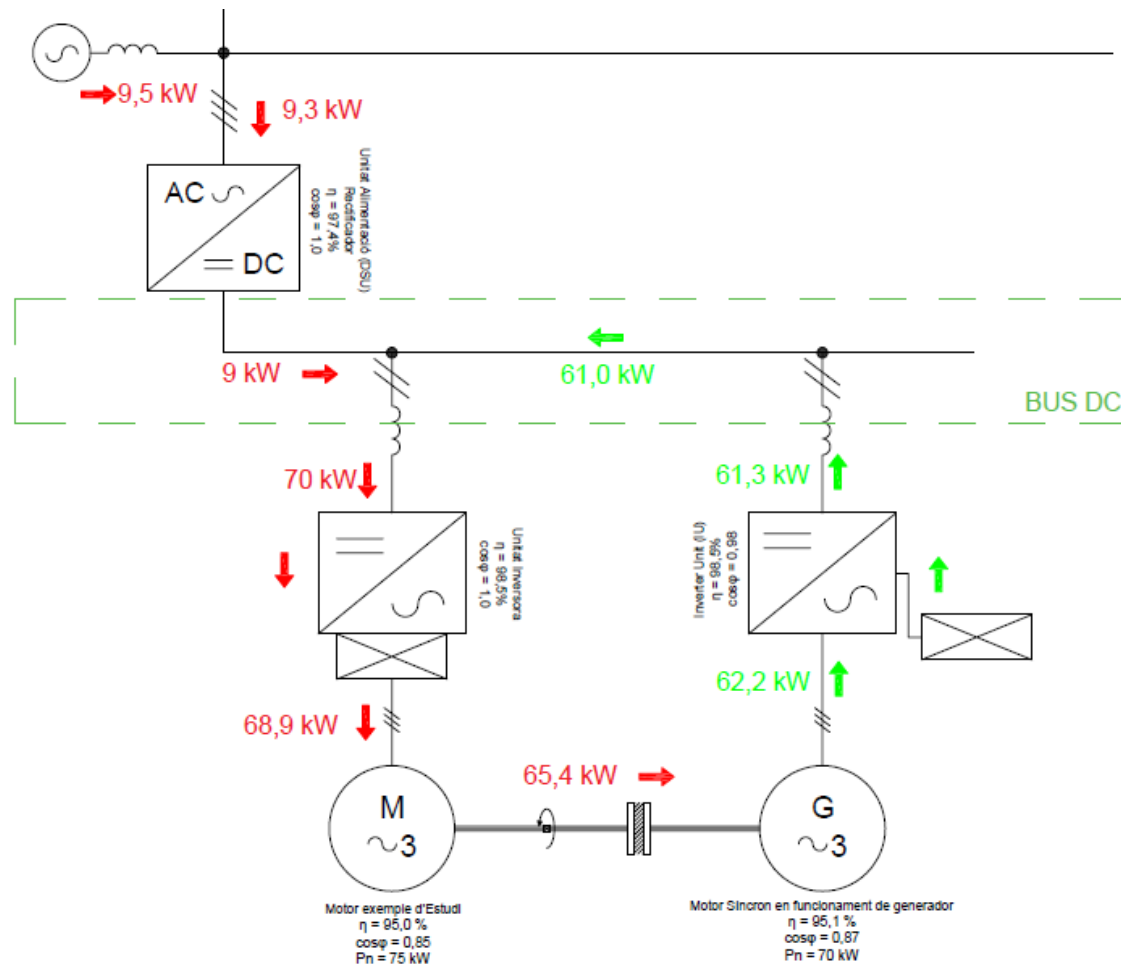 9,5 kW
9,3 kW
AC
DC
Unitat Alimentació (DSU)
Rectificador
η = 97,4%
cosφ = 1,0
9 kW
61,0 kW
BUS DC
70 kW
61,3 kW
Unitat Inversora
η = 98,5%
cosφ = 1,0
Inverter Unit (IU)
η = 98,5%
cosφ = 0,98
68,9 kW
62,2 kW
65,4 kW
M
3
G
3
Motor exemple d'Estudi
η = 95,0 %
cosφ = 0,85
Pn = 75 kW
Motor Síncron en funcionament de generador
η = 95,1 %
cosφ = 0,87
Pn = 70 kW